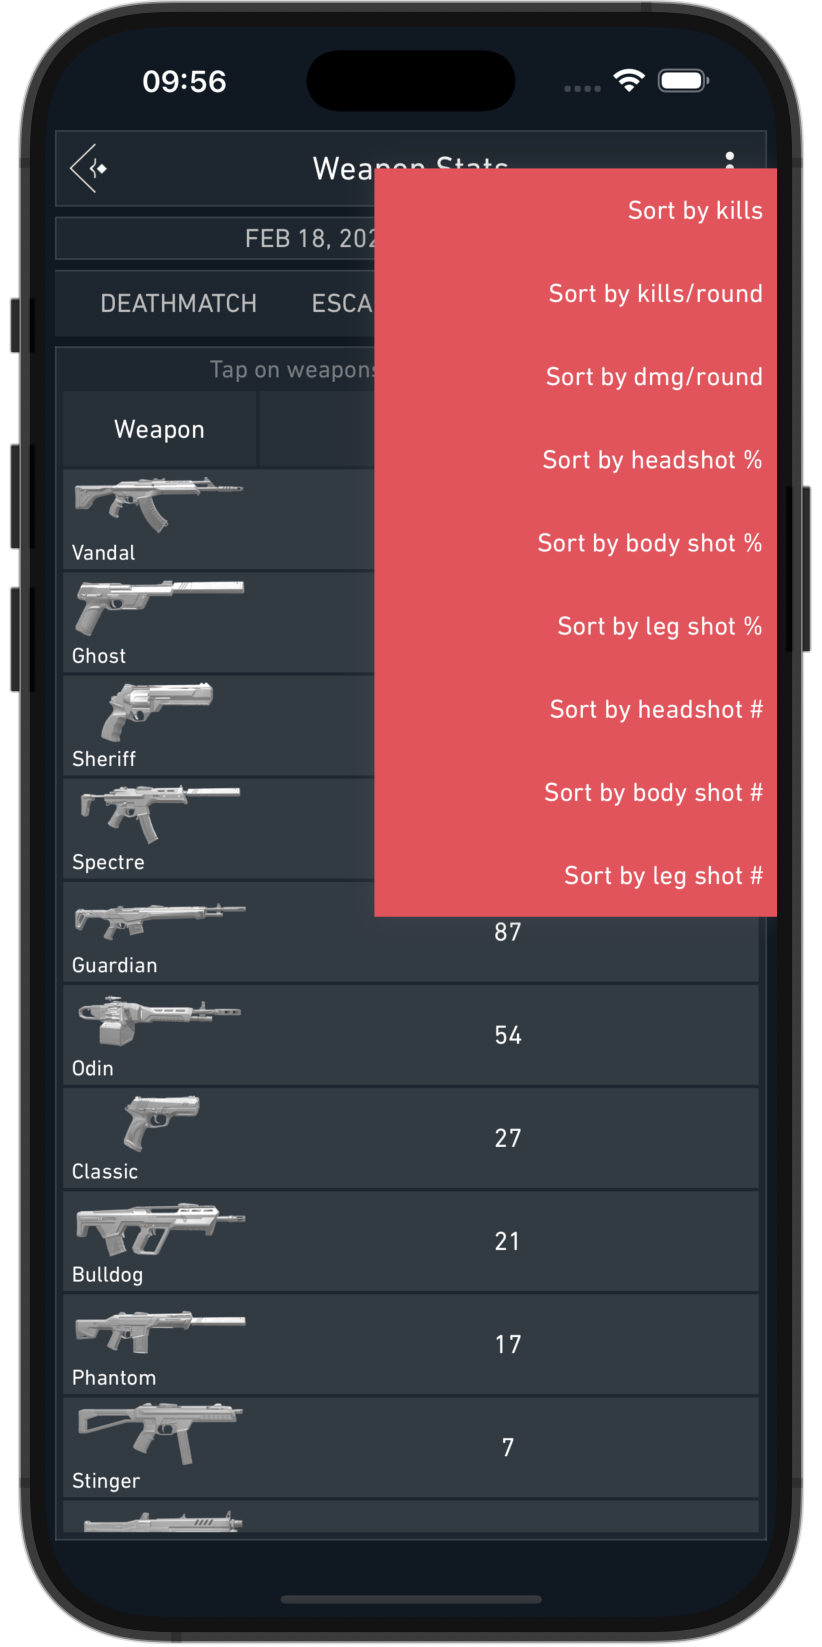 09:56
Weapon Stats
FEB 18, 202
DEATHMATCH ESCA
Tap on weapons
Weapon
Sort by kills
Sort by kills/round
Sort by dmg/round
Sort by headshot %
Sort by body shot %
Sort by leg shot %
Sort by headshot #
Sort by body shot #
Sort by leg shot #
Vandal
Ghost
Sheriff
Spectre
Guardian 87
Odin 54
Classic 27
Bulldog 21
Phantom 17
Stinger 7